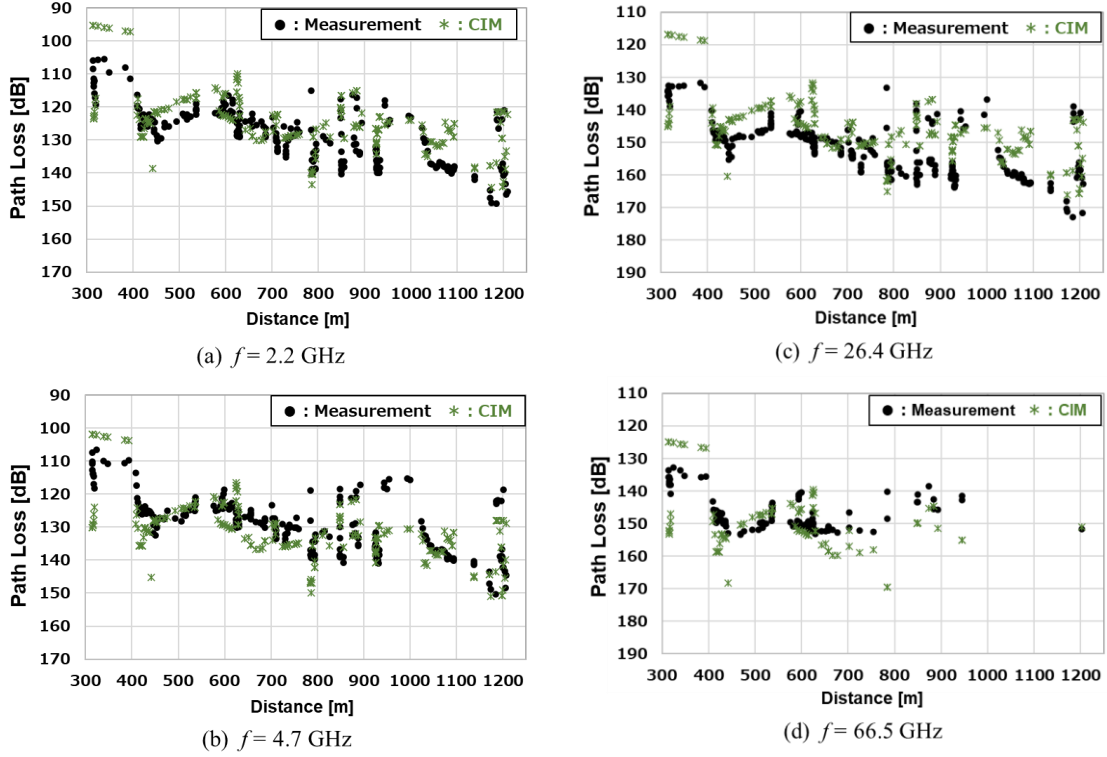 ● : Measurement ✳ : CIM
Path Loss [dB]
90
100
110
120
130
140
150
160
170
300 400 500 600 700 800 900 1000 1100 1200
Distance [m]
(a) f = 2.2 GHz
● : Measurement ✳ : CIM
Path Loss [dB]
110
120
130
140
150
160
170
180
190
300 400 500 600 700 800 900 1000 1100 1200
Distance [m]
(c) f = 26.4 GHz
● : Measurement ✳ : CIM
Path Loss [dB]
90
100
110
120
130
140
150
160
170
300 400 500 600 700 800 900 1000 1100 1200
Distance [m]
(b) f = 4.7 GHz
● : Measurement ✳ : CIM
Path Loss [dB]
110
120
130
140
150
160
170
180
190
300 400 500 600 700 800 900 1000 1100 1200
Distance [m]
(d) f = 66.5 GHz